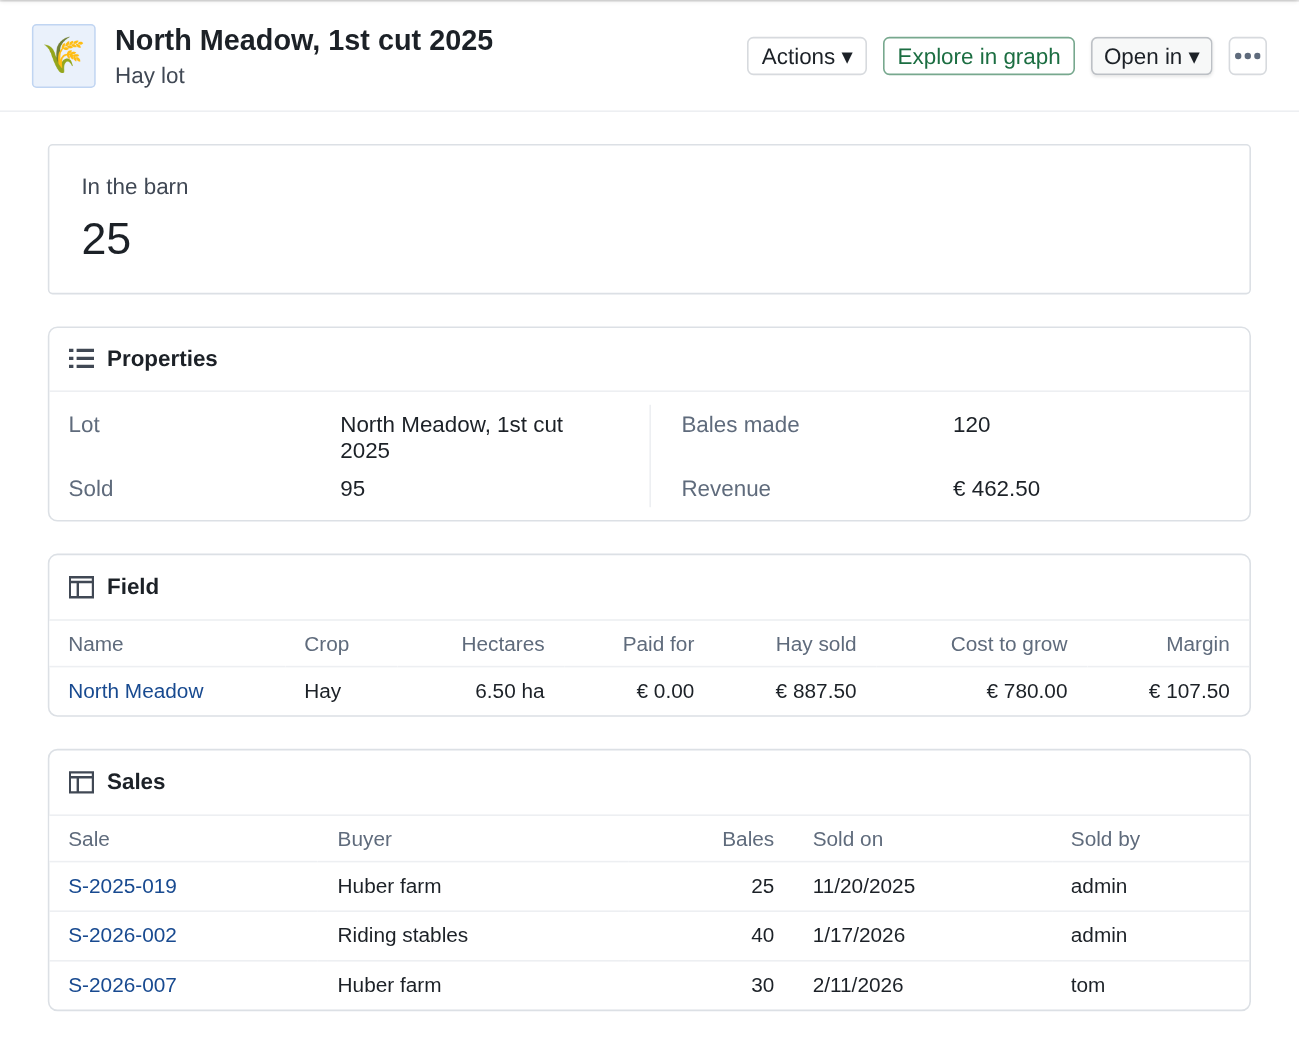 North Meadow, 1st cut 2025
Hay lot
Actions ▾
Explore in graph
Open in ▾
In the barn
25
Properties
Lot
North Meadow, 1st cut
2025
Bales made
120
Sold
95
Revenue
€ 462.50
Field
Name Crop Hectares Paid for Hay sold Cost to grow Margin
North Meadow Hay 6.50 ha € 0.00 € 887.50 € 780.00 € 107.50
Sales
Sale Buyer Bales Sold on Sold by
S-2025-019 Huber farm 25 11/20/2025 admin
S-2026-002 Riding stables 40 1/17/2026 admin
S-2026-007 Huber farm 30 2/11/2026 tom